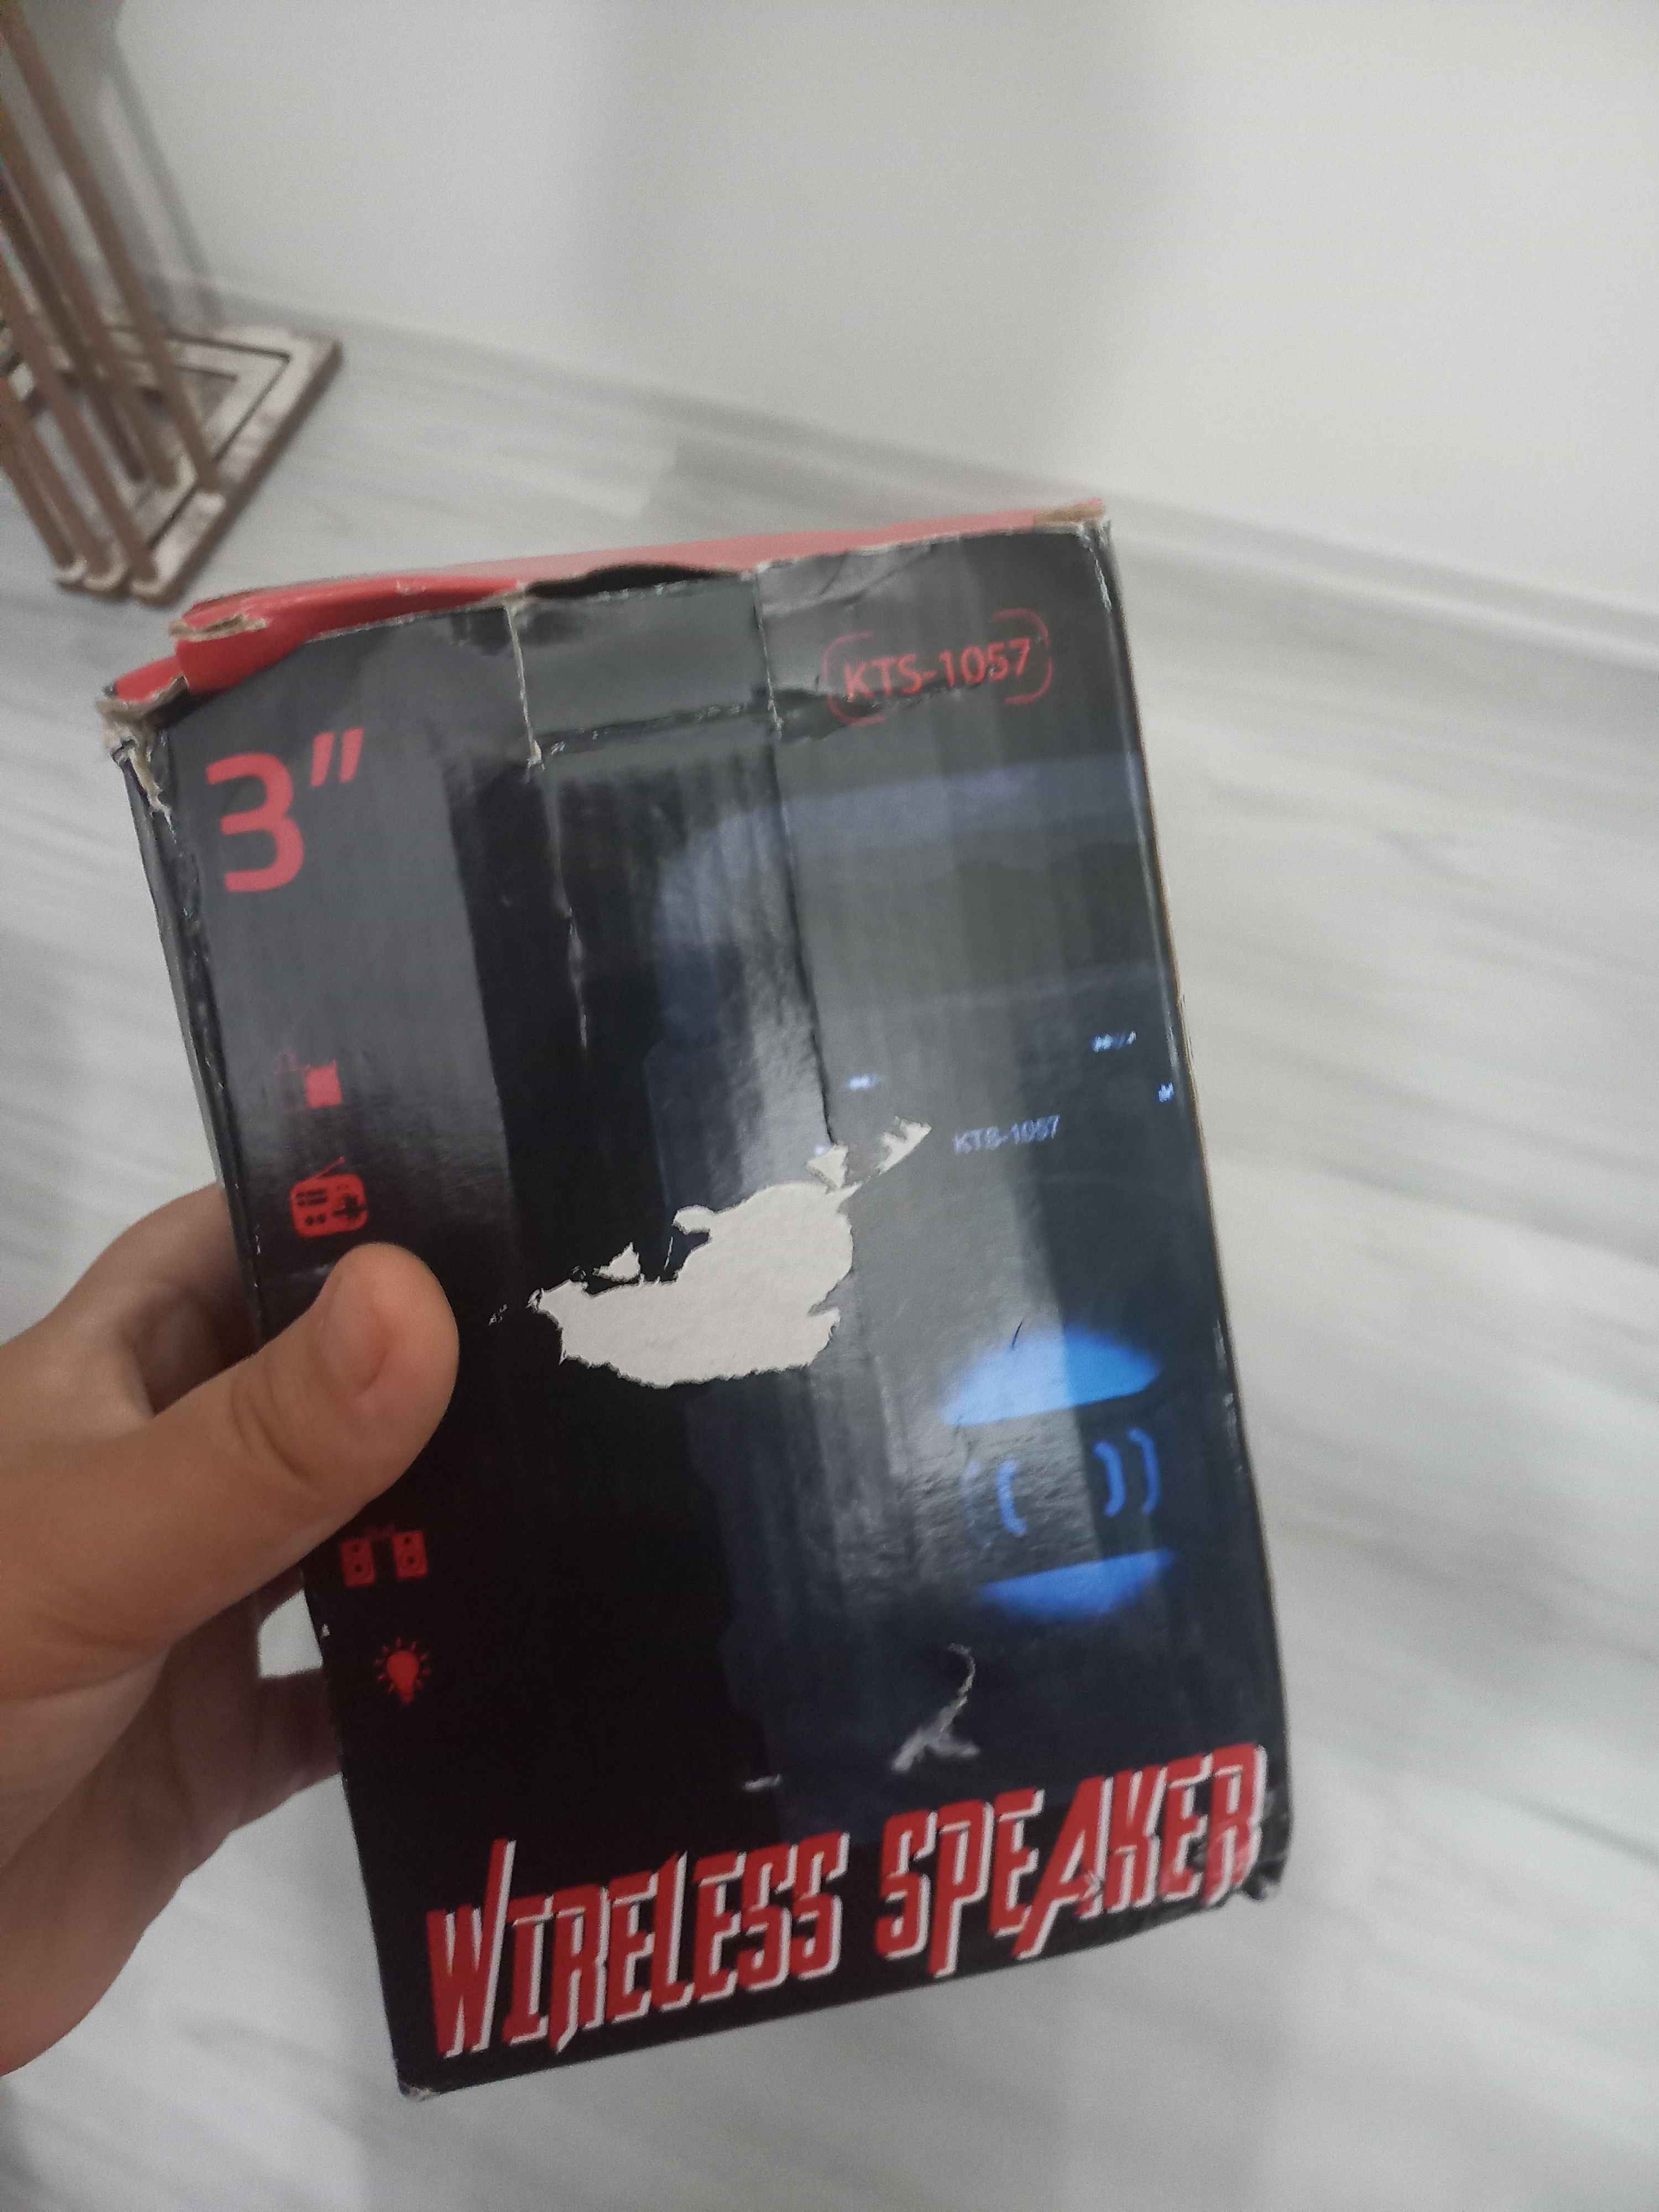 KTS-1057
3"
KTS-1057
WIRELESS SPEAKER